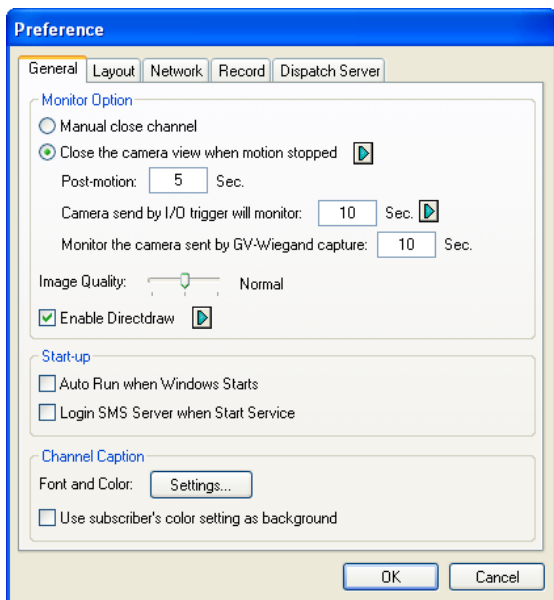 Preference
General Layout Network Record Dispatch Server
Monitor Option
Manual close channel
Close the camera view when motion stopped
Post-motion: 5 Sec.
Camera send by I/O trigger will monitor: 10 Sec.
Monitor the camera sent by GV-Wiegand capture: 10 Sec.
Image Quality: Normal
Enable Directdraw
Start-up
Auto Run when Windows Starts
Login SMS Server when Start Service
Channel Caption
Font and Color: Settings...
Use subscriber's color setting as background
OK Cancel